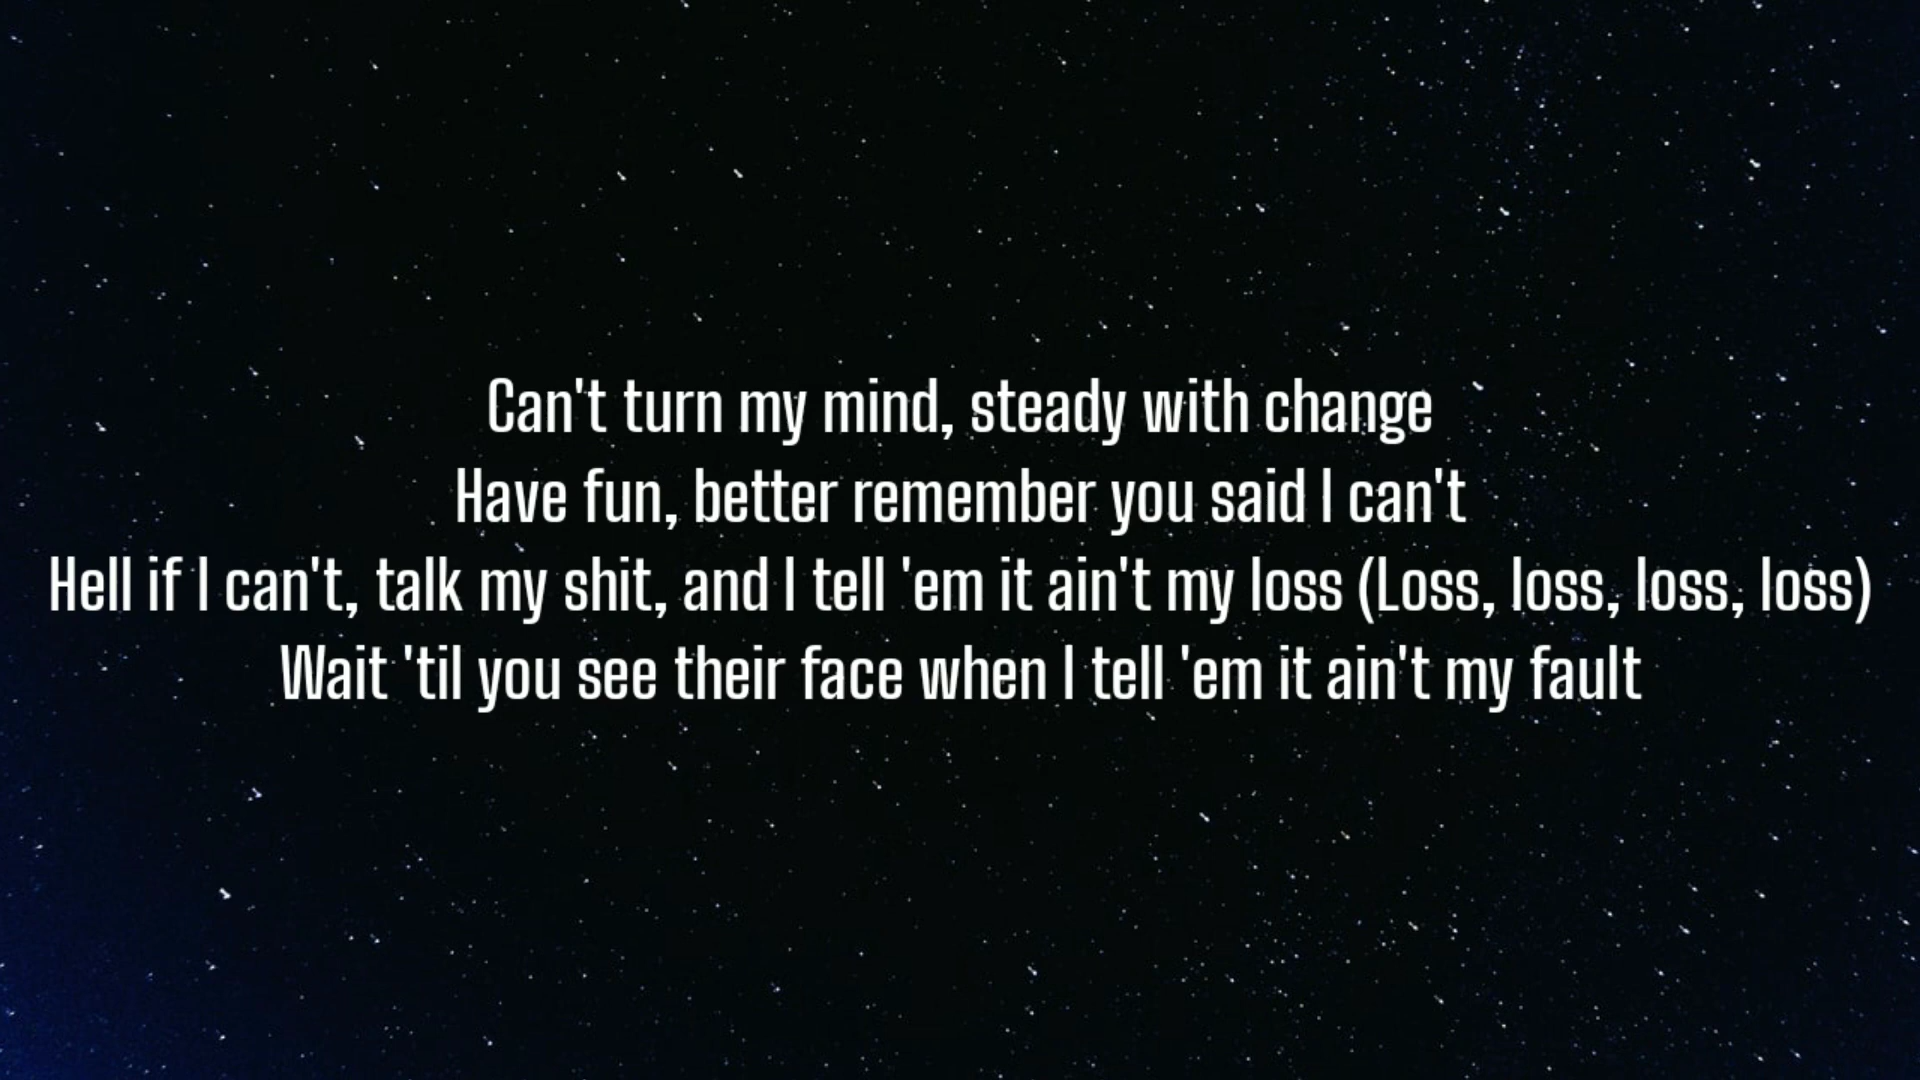 Can't turn my mind, steady with change
Have fun, better remember you said I can't
Hell if I can't, talk my shit, and I tell 'em it ain't my loss (Loss, loss, loss, loss)
Wait 'til you see their face when I tell 'em it ain't my fault